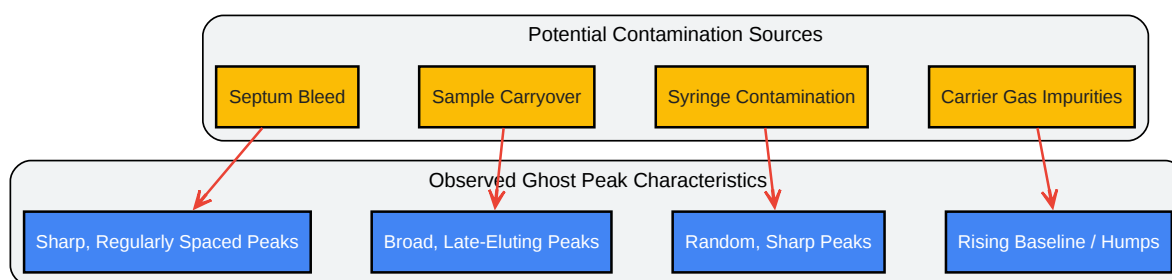 Potential Contamination Sources
Septum Bleed
Sample Carryover
Syringe Contamination
Carrier Gas Impurities
Observed Ghost Peak Characteristics
Sharp, Regularly Spaced Peaks
Broad, Late-Eluting Peaks
Random, Sharp Peaks
Rising Baseline / Humps